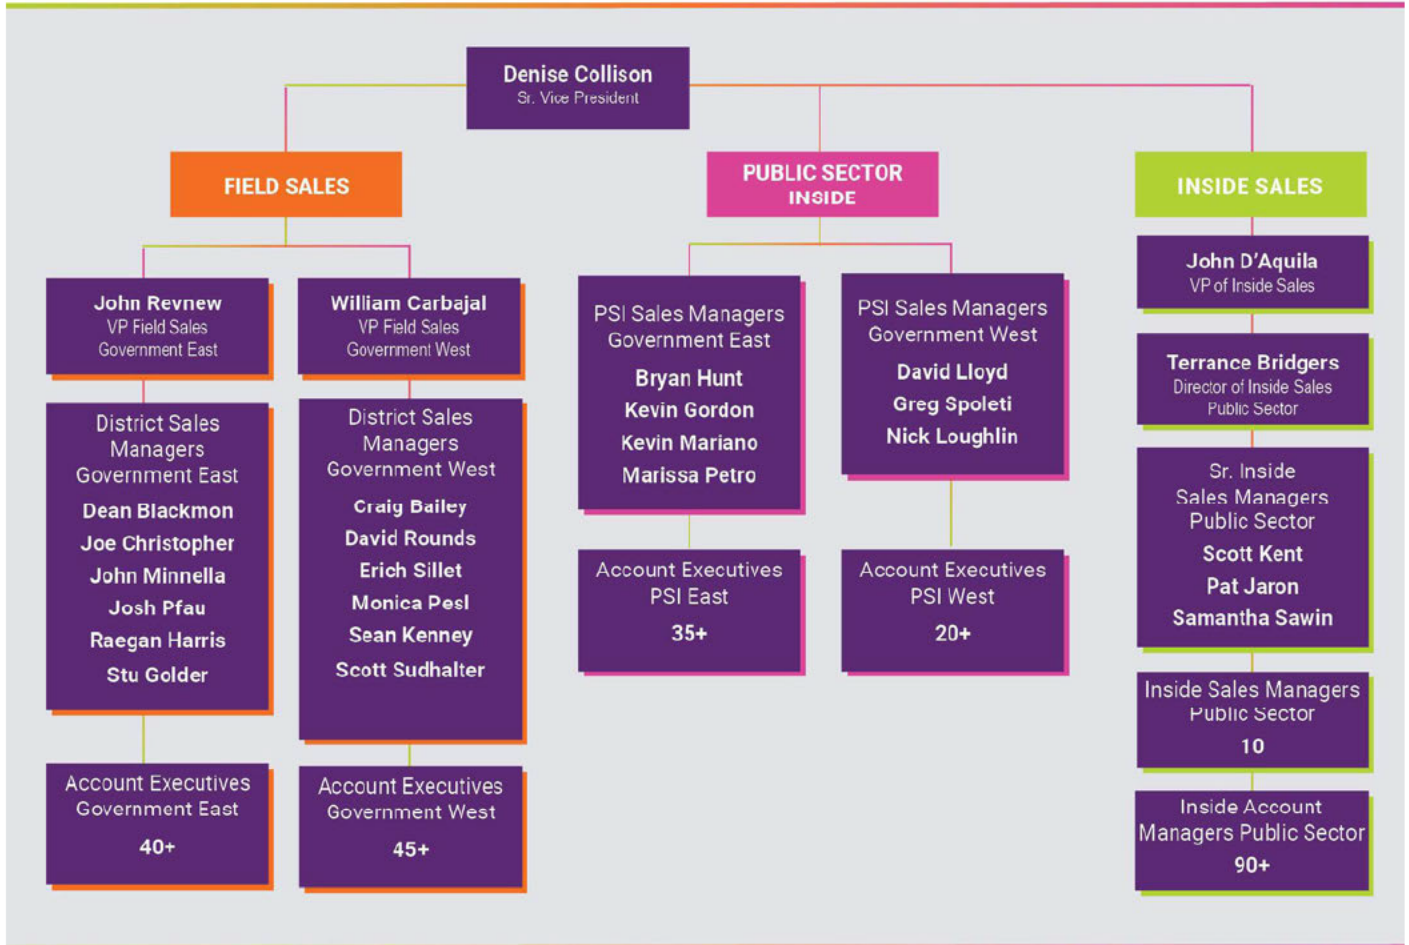 Denise Collison
Sr. Vice President
FIELD SALES
John Revnew
VP Field Sales
Government East
District Sales
Managers
Government East
Dean Blackmon
Joe Christopher
John Minnella
Josh Pfau
Raegan Harris
Stu Golder
Account Executives
Government East
40+
William Carbajal
VP Field Sales
Government West
District Sales
Managers
Government West
Craig Bailey
David Rounds
Erich Sillet
Monica Pesl
Sean Kenney
Scott Sudhalter
Account Executives
Government West
45+
PUBLIC SECTOR
INSIDE
PSI Sales Managers
Government East
Bryan Hunt
Kevin Gordon
Kevin Mariano
Marissa Petro
Account Executives
PSI East
35+
PSI Sales Managers
Government West
David Lloyd
Greg Spoleti
Nick Loughlin
Account Executives
PSI West
20+
INSIDE SALES
John D'Aquila
VP of Inside Sales
Terrance Bridgers
Director of Inside Sales
Public Sector
Sr. Inside
Sales Managers
Public Sector
Scott Kent
Pat Jaron
Samantha Sawin
Inside Sales Managers
Public Sector
10
Inside Account
Managers Public Sector
90+